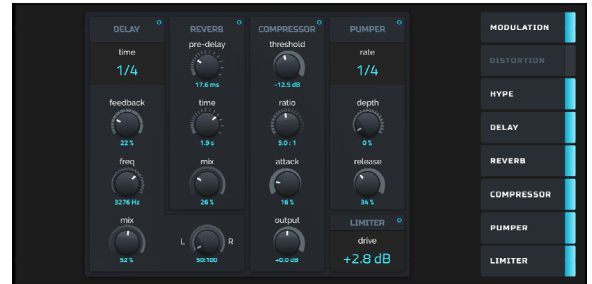 DELAY
time
1/4
feedback
22 %
freq
3276 Hz
mix
52 %
REVERB
pre-delay
17.6 ms
time
1.9 s
mix
26 %
L R
50:100
COMPRESSOR
threshold
-12.5 dB
ratio
5.0 : 1
attack
16 %
output
+0.0 dB
PUMPER
rate
1/4
depth
0 %
release
34 %
LIMITER
drive
+2.8 dB
MODULATION
DISTORTION
HYPE
DELAY
REVERB
COMPRESSOR
PUMPER
LIMITER